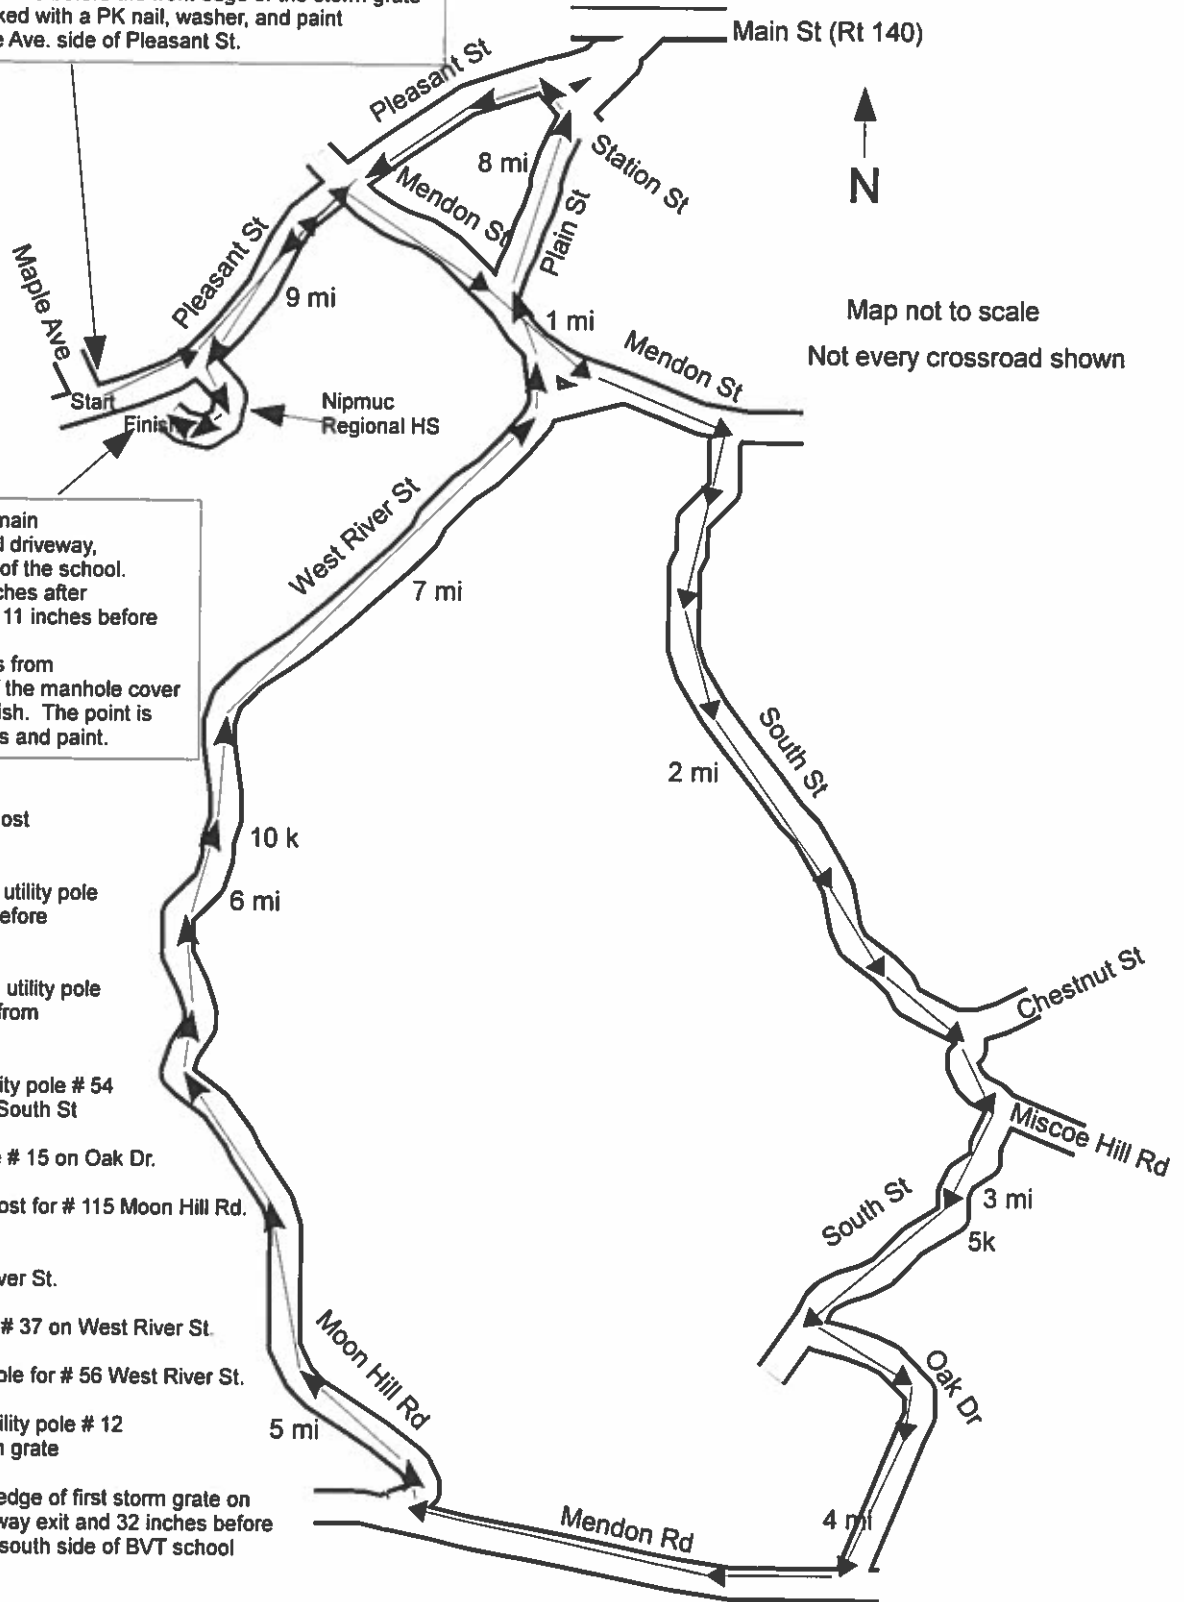 ked with a PK nail, washer, and paint
Ave. side of Pleasant St.
Main St (Rt 140)
Pleasant St
N
8 mi
Station St
Mendon St
Plain St
Pleasant St
Maple Ave
9 mi
1 mi
Map not to scale
Not every crossroad shown
Mendon St
Start
Finish
Nipmuc
Regional HS
main
driveway,
of the school.
ches after
11 inches before
s from
the manhole cover
ish. The point is
s and paint.
West River St
7 mi
South St
2 mi
ost
10 k
utility pole
efore
6 mi
utility pole
from
Chestnut St
ity pole # 54
South St
Miscoe Hill Rd
# 15 on Oak Dr.
ost for # 115 Moon Hill Rd.
South St
3 mi
5k
ver St.
# 37 on West River St.
Moon Hill Rd
Oak Dr
ole for # 56 West River St.
5 mi
ility pole # 12
n grate
edge of first storm grate on
way exit and 32 inches before
south side of BVT school
Mendon Rd
4 mi